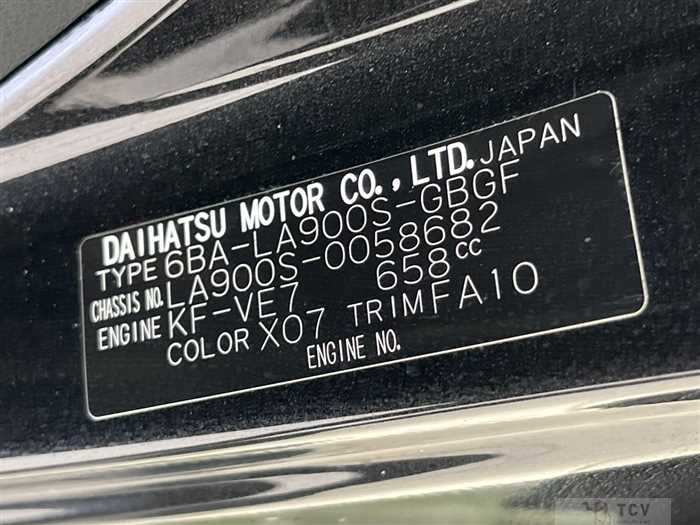 DAIHATSU MOTOR CO., LTD. JAPAN
TYPE 6BA-LA900S-GBGF
CHASSIS NO. LA900S-0058682
ENGINE KF-VE7 658cc
COLOR X07 TRIM FA10
ENGINE NO.
TCV